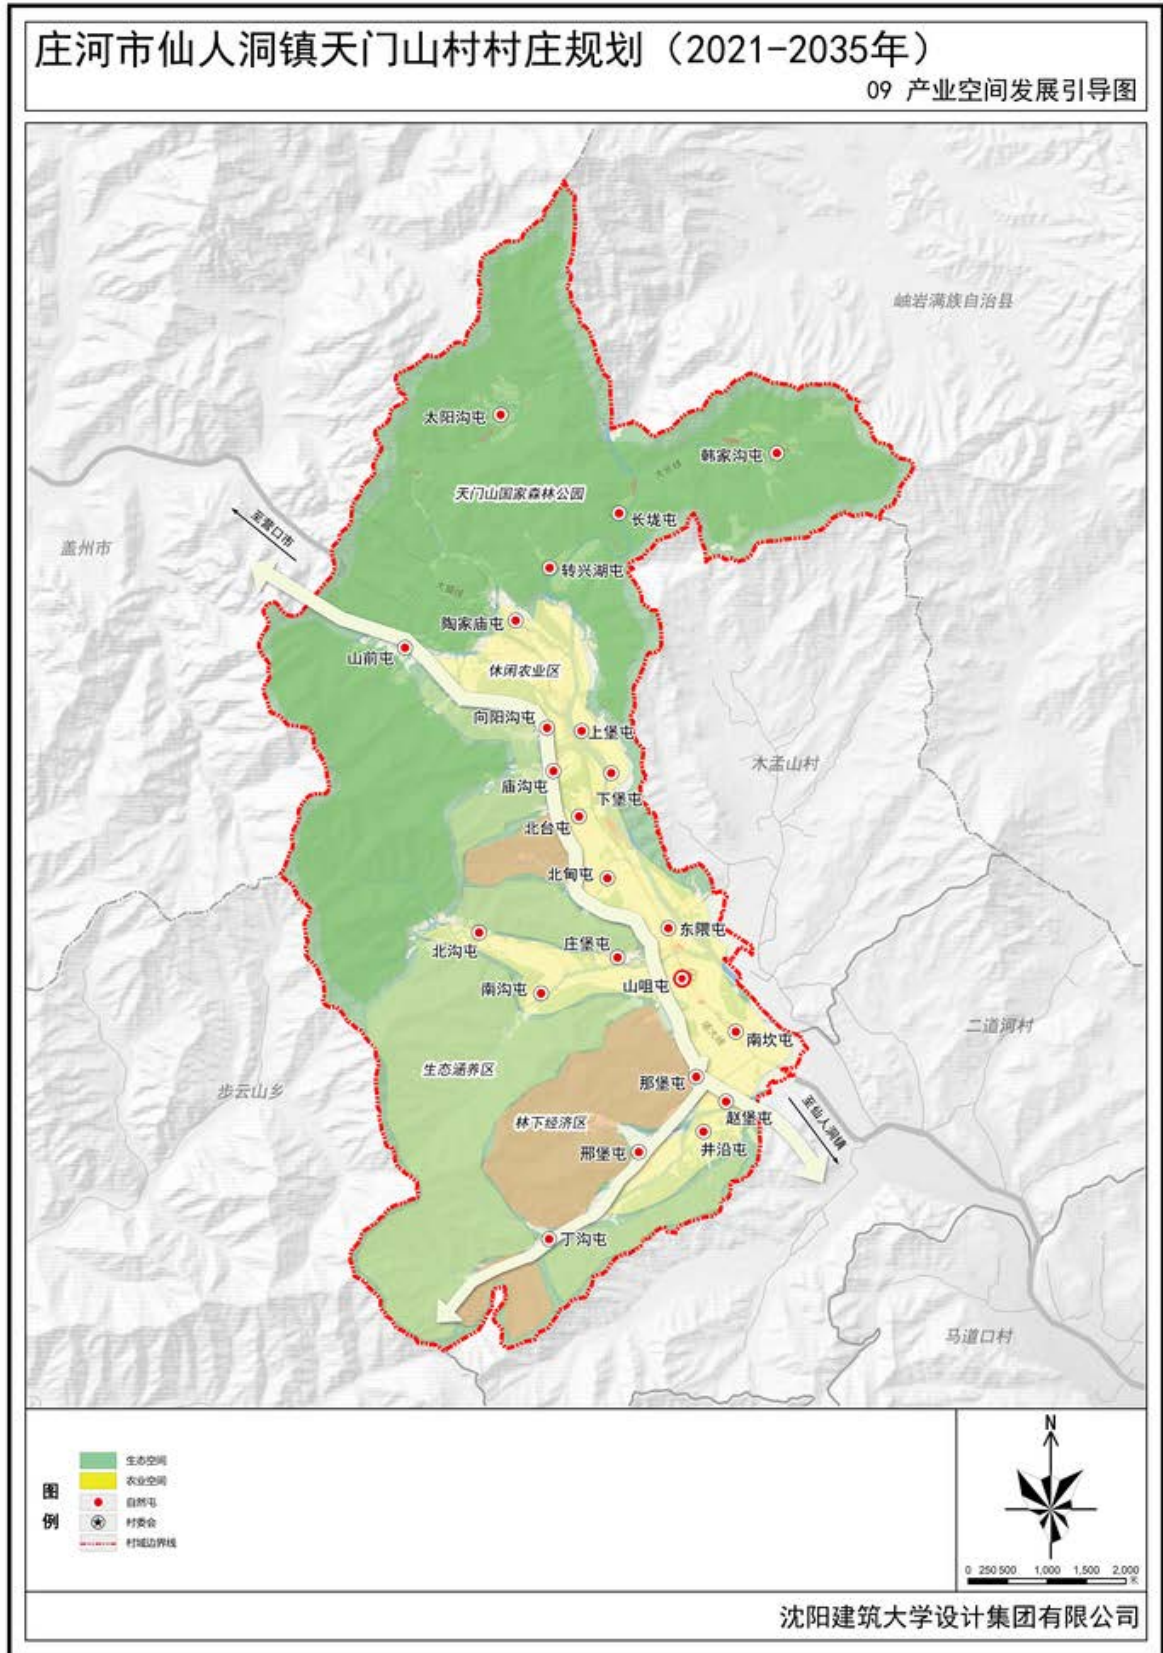 庄河市仙人洞镇天门山村村庄规划（2021-2035年）
09 产业空间发展引导图
岫岩满族自治县
太阳沟屯
韩家沟屯
天门山国家森林公园
长垅屯
至营口市
盖州市
转兴湖屯
陶家庙屯
山前屯
休闲农业区
向阳沟屯
上堡屯
木孟山村
庙沟屯
下堡屯
北台屯
北甸屯
东隈屯
北沟屯
庄堡屯
山咀屯
南沟屯
二道河村
南坎屯
生态涵养区
那堡屯
步云山乡
赵堡屯
至仙人洞镇
林下经济区
邢堡屯
井沿屯
丁沟屯
马道口村
图例
生态空间
农业空间
自然屯
村委会
村域边界线
N
0 250 500 1,000 1,500 2,000
米
沈阳建筑大学设计集团有限公司